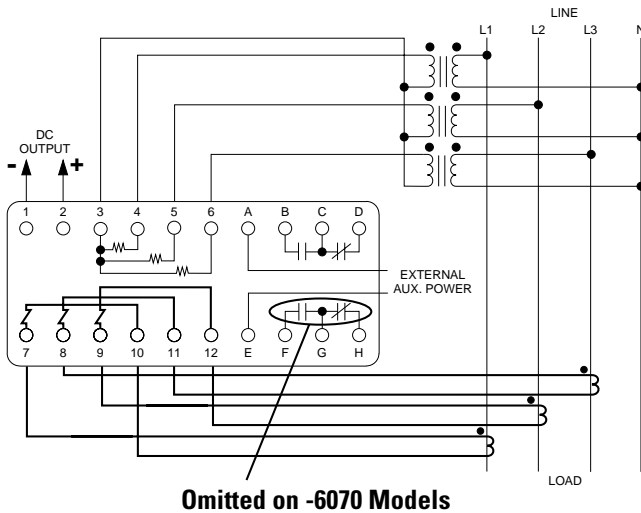 LINE
L1 L2 L3 N
DC
OUTPUT
- +
1 2 3 4 5 6 A B C D
EXTERNAL
AUX. POWER
7 8 9 10 11 12 E F G H
LOAD
Omitted on -6070 Models